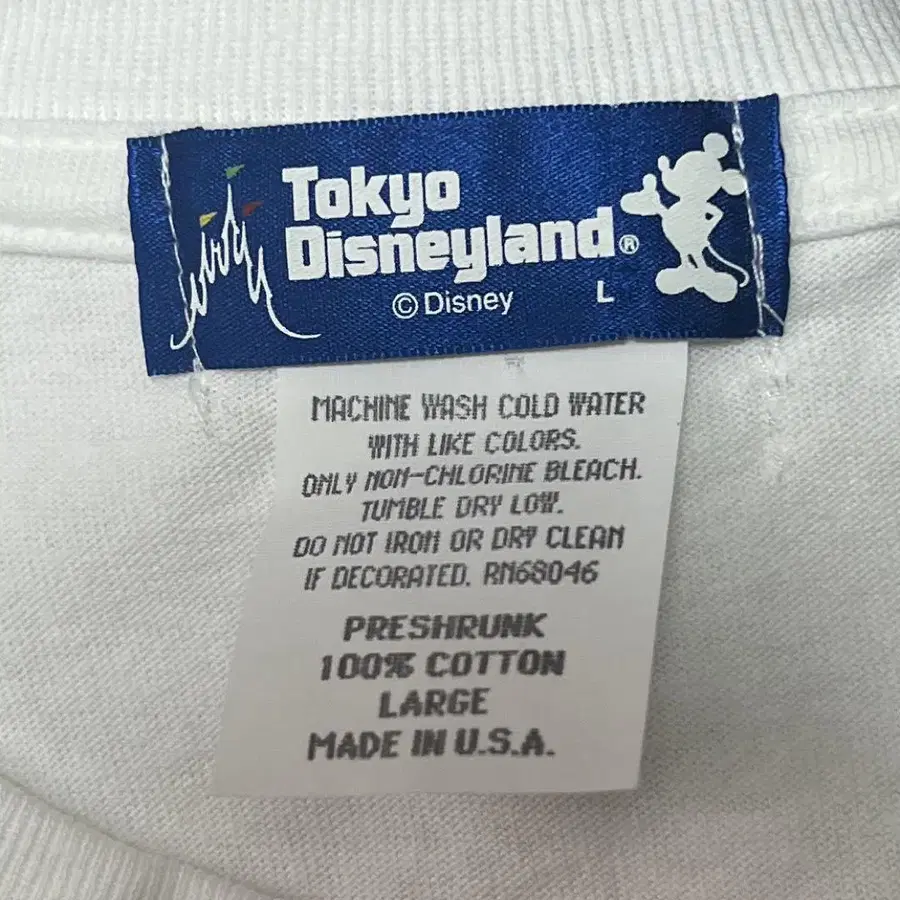 Tokyo
Disneyland®
© Disney L
MACHINE WASH COLD WATER
WITH LIKE COLORS.
ONLY NON-CHLORINE BLEACH.
TUMBLE DRY LOW.
DO NOT IRON OR DRY CLEAN
IF DECORATED. RN68046
PRESHRUNK
100% COTTON
LARGE
MADE IN U.S.A.